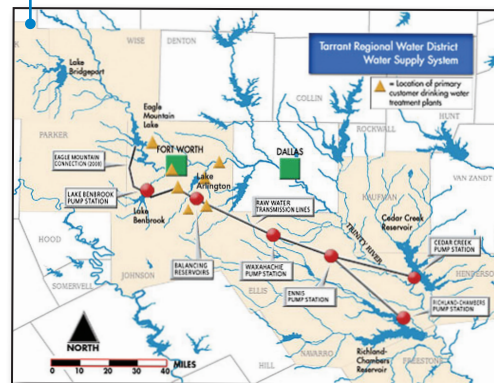 Tarrant Regional Water District
Water Supply System
= Location of primary
customer drinking water
treatment plants
WISE
DENTON
COLLIN
HUNT
Lake
Bridgeport
Eagle
Mountain
Lake
ROCKWALL
PARKER
FORT WORTH
DALLAS
EAGLE MOUNTAIN
CONNECTION (2008)
Lake
Arlington
KAUFMAN
VAN ZANDT
LAKE BENBROOK
PUMP STATION
RAW WATER
TRANSMISSION LINES
Lake
Benbrook
Cedar Creek
Reservoir
TRINITY RIVER
HOOD
BALANCING
RESERVOIRS
WAXAHACHIE
PUMP STATION
CEDAR CREEK
PUMP STATION
JOHNSON
ELLIS
ENNIS
PUMP STATION
HENDERSON
SOMERVELL
RICHLAND-CHAMBERS
PUMP STATION
NORTH
0 10 20 30 40 MILES
HILL
NAVARRO
Richland-
Chambers
Reservoir
FREESTONE